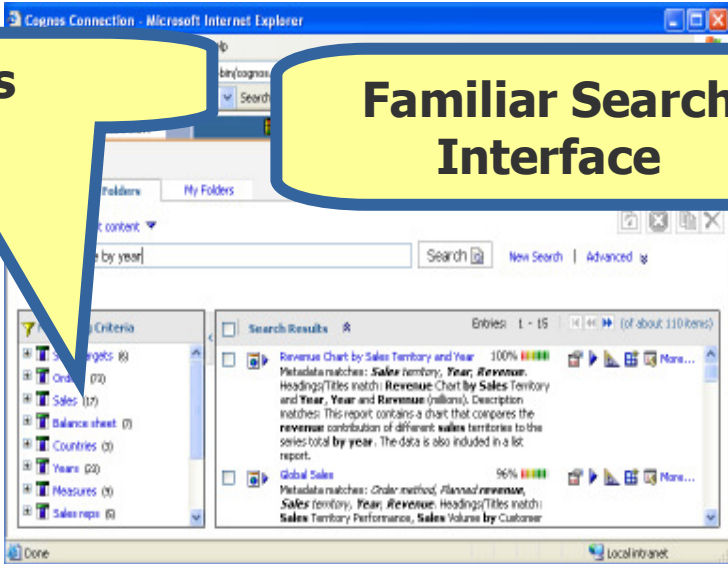 Cognos Connection - Microsoft Internet Explorer
s
Familiar Search
Interface
Search
Folders
My Folders
content
by year
Search
New Search | Advanced
Criteria
Search Results
Entries: 1 - 15
(of about 110 items)
(6)
(70)
Sales (17)
Balance sheet (7)
Countries (3)
Years (20)
Measures (9)
Sales reps (5)
Revenue Chart by Sales Territory and Year 100%
More...
Metadata matches: Sales territory, Year, Revenue.
Headings/Titles match: Revenue Chart by Sales Territory
and Year, Year and Revenue (millions). Description
matches: This report contains a chart that compares the
revenue contribution of different sales territories to the
series total by year. The data is also included in a list
report.
Global Sales 96%
More...
Metadata matches: Order method, Planned revenue,
Sales territory, Year, Revenue. Headings/Titles match:
Sales Territory Performance, Sales Volume by Customer
Done
Local intranet